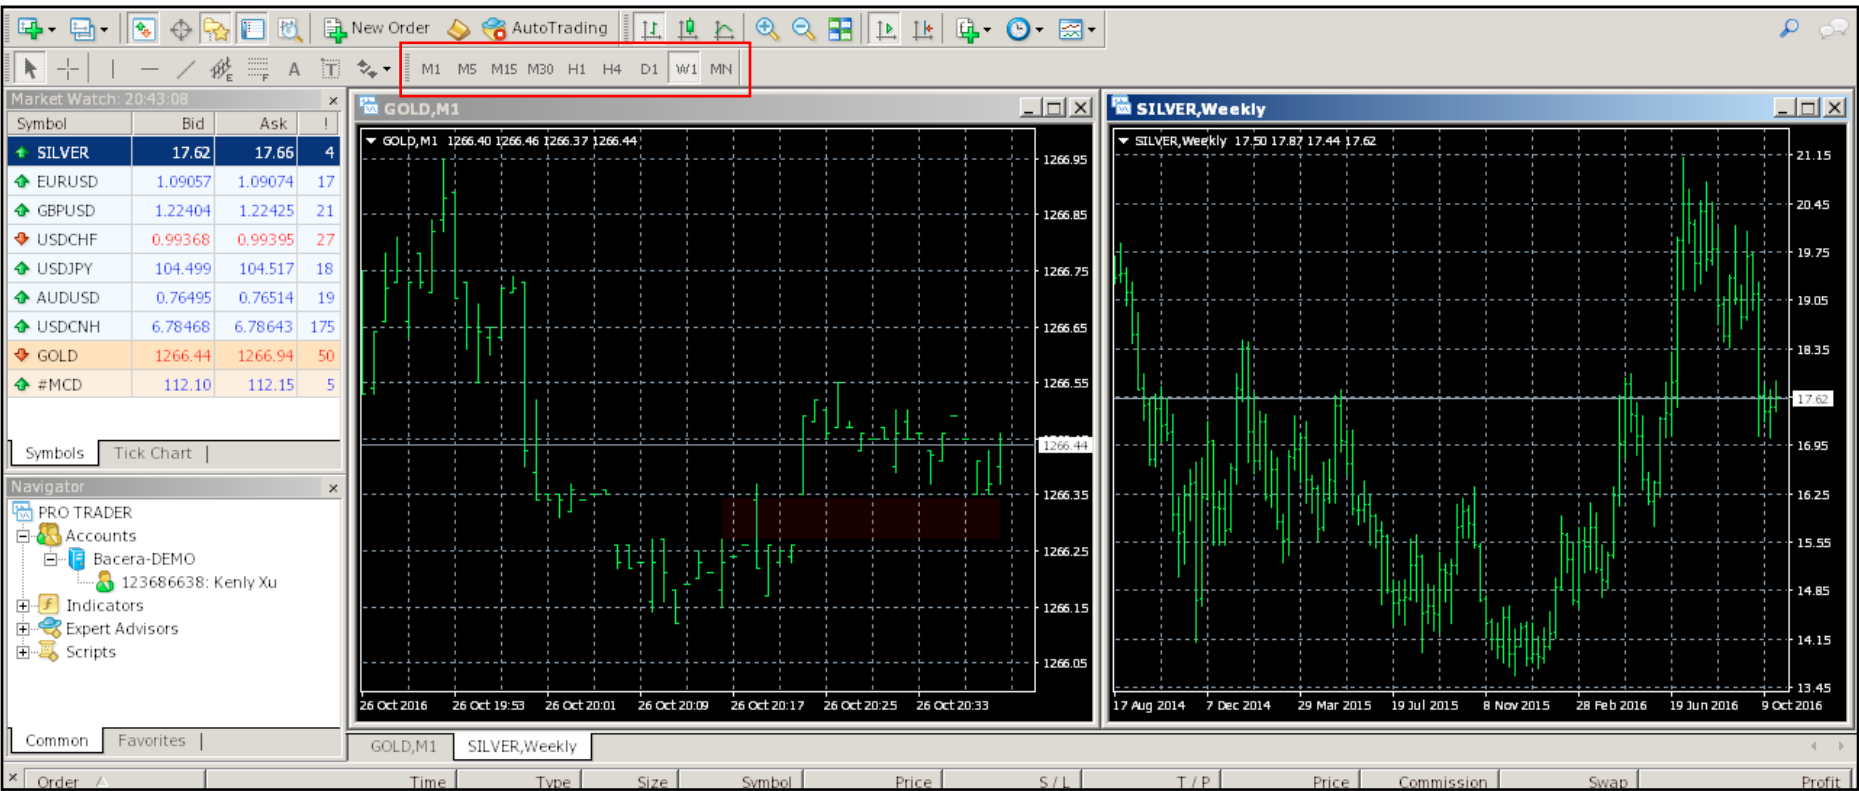 New Order AutoTrading
A T
M1 M5 M15 M30 H1 H4 D1 W1 MN
Market Watch: 20:43:08
Symbol Bid Ask !
SILVER 17.62 17.66 4
EURUSD 1.09057 1.09074 17
GBPUSD 1.22404 1.22425 21
USDCHF 0.99368 0.99395 27
USDJPY 104.499 104.517 18
AUDUSD 0.76495 0.76514 19
USDCNH 6.78468 6.78643 175
GOLD 1266.44 1266.94 50
#MCD 112.10 112.15 5
Symbols Tick Chart
Navigator
PRO TRADER
Accounts
Bacera-DEMO
123686638: Kenly Xu
Indicators
Expert Advisors
Scripts
Common Favorites
GOLD,M1
GOLD,M1 1266.40 1266.46 1266.37 1266.44
1266.95
1266.85
1266.75
1266.65
1266.55
1266.44
1266.35
1266.25
1266.15
1266.05
26 Oct 2016 26 Oct 19:53 26 Oct 20:01 26 Oct 20:09 26 Oct 20:17 26 Oct 20:25 26 Oct 20:33
SILVER,Weekly
SILVER,Weekly 17.50 17.87 17.44 17.62
21.15
20.45
19.75
19.05
18.35
17.62
16.95
16.25
15.55
14.85
14.15
13.45
17 Aug 2014 7 Dec 2014 29 Mar 2015 19 Jul 2015 8 Nov 2015 28 Feb 2016 19 Jun 2016 9 Oct 2016
GOLD,M1 SILVER,Weekly
Order Time Type Size Symbol Price S / L T / P Price Commission Swap Profit